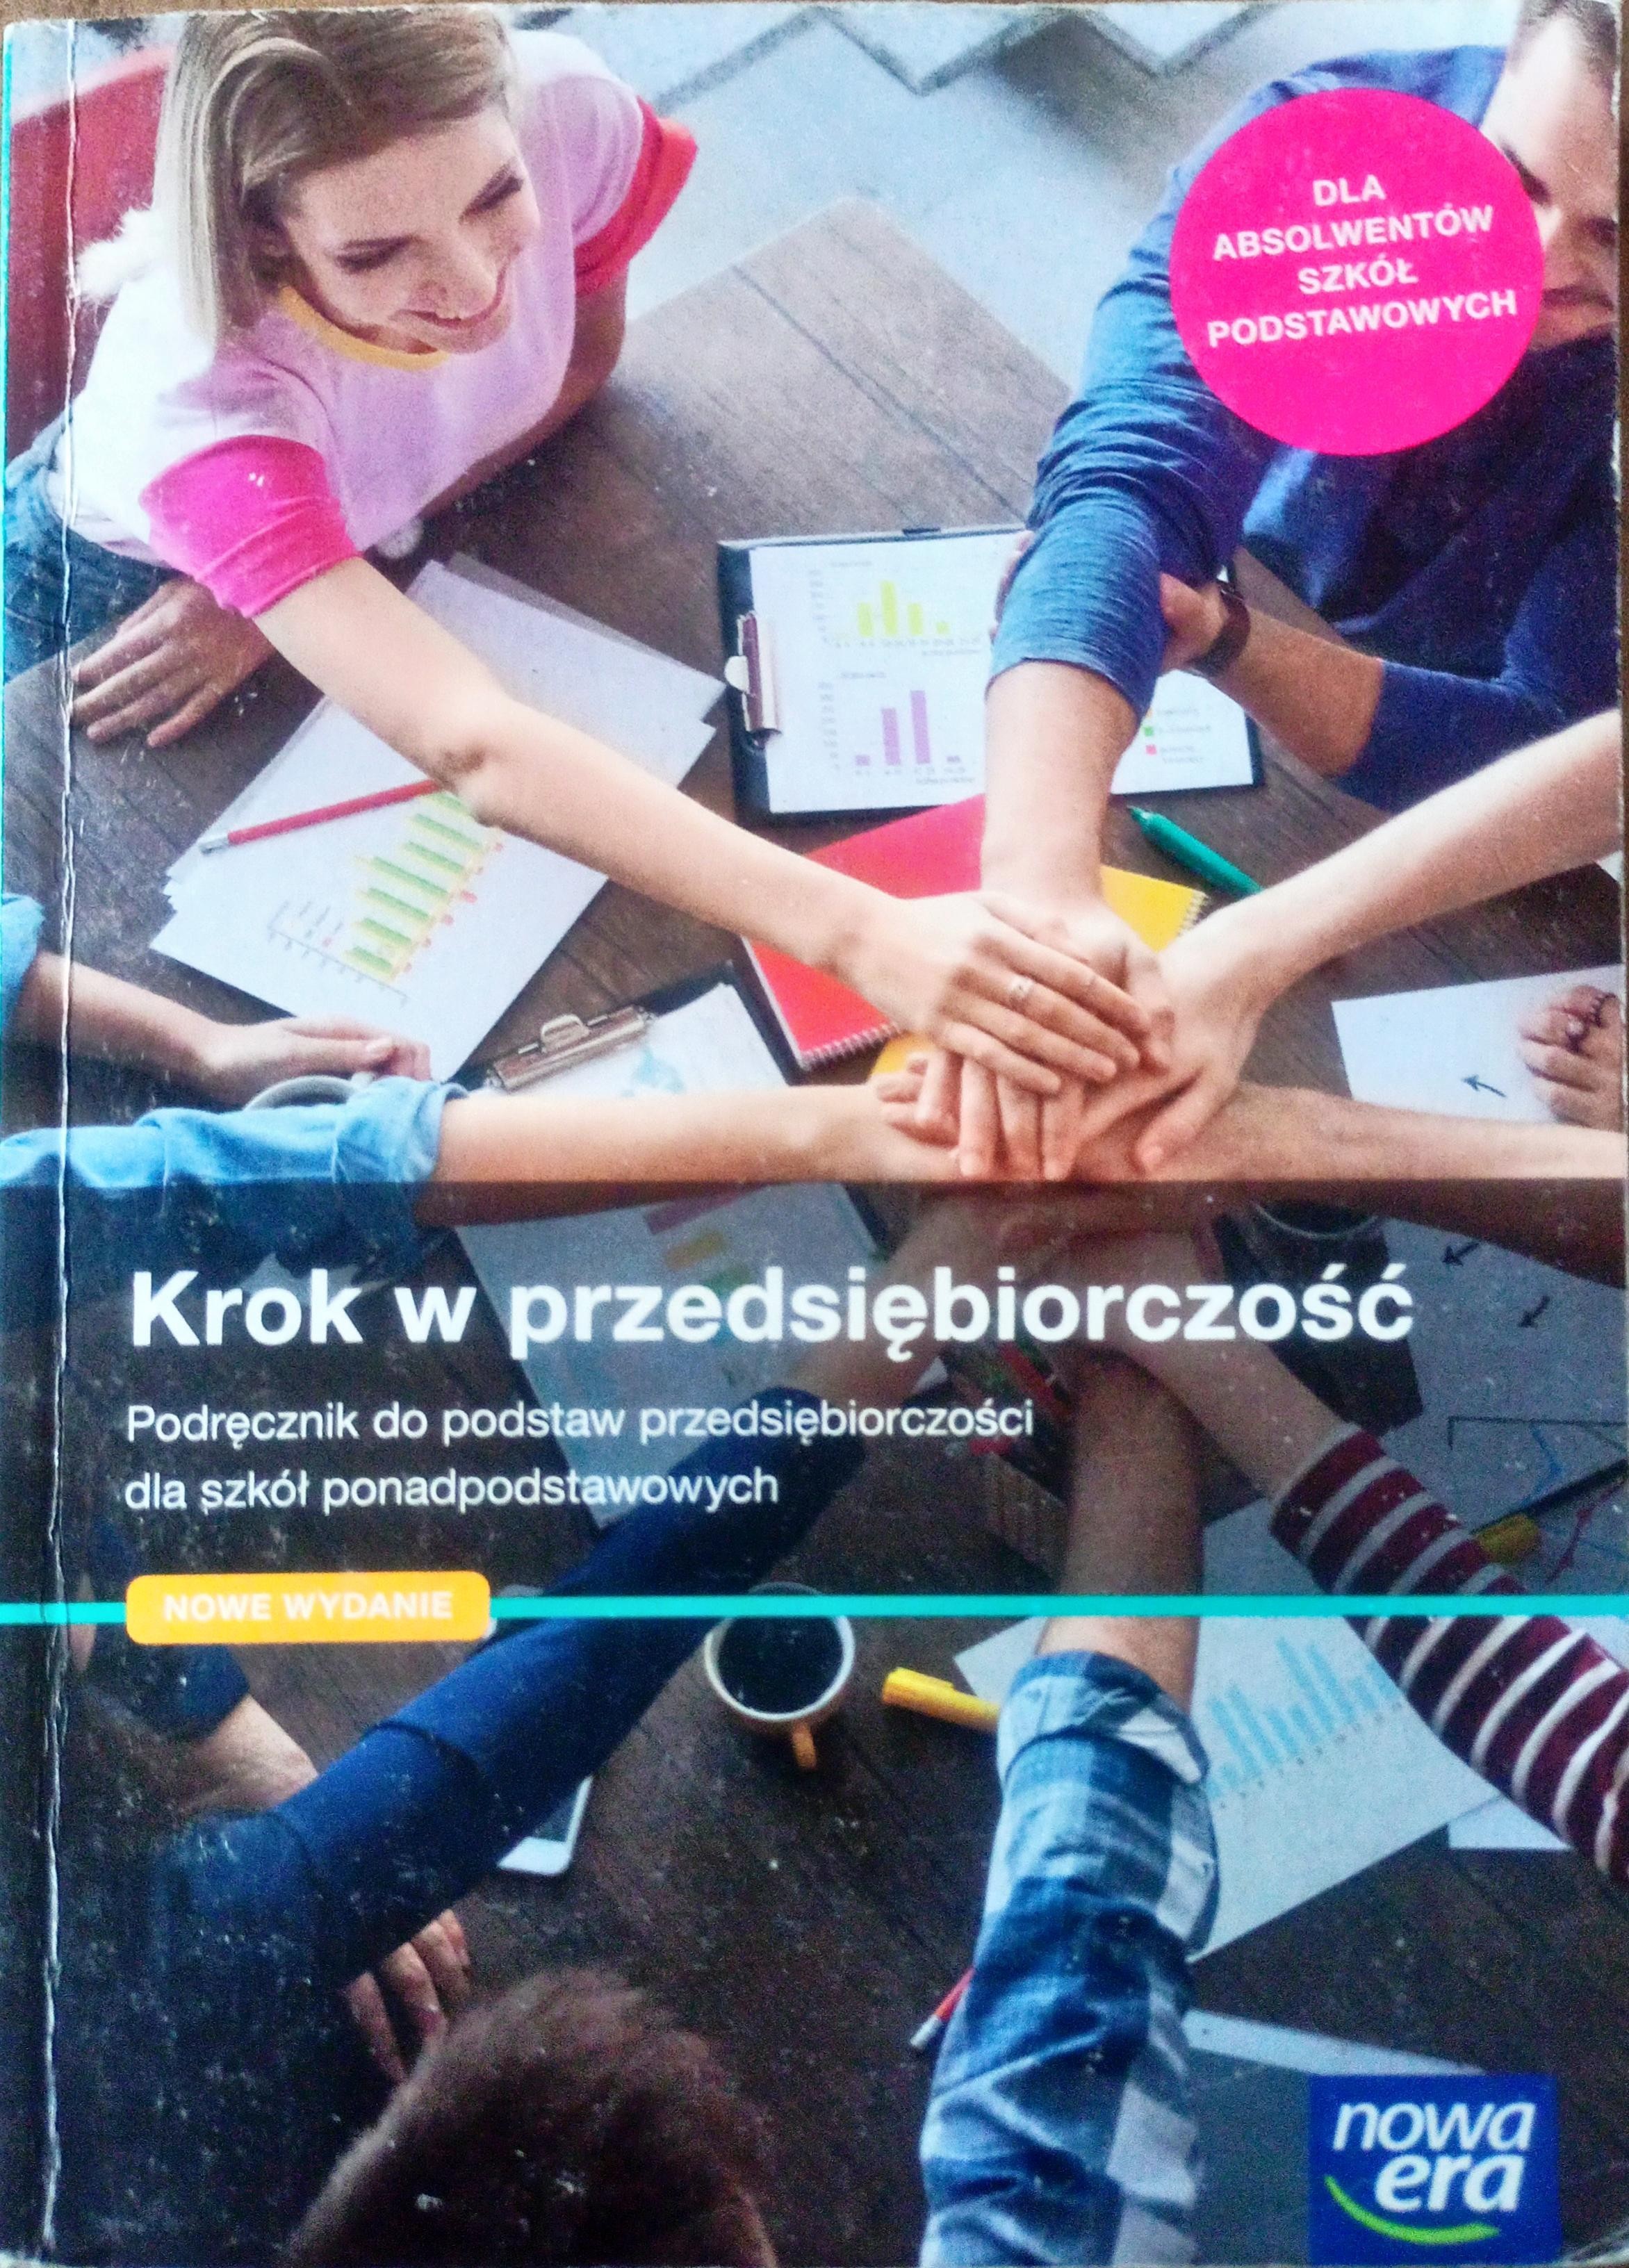 DLA
ABSOLWENTÓW
SZKÓŁ
PODSTAWOWYCH
Krok w przedsiębiorczość
Podręcznik do podstaw przedsiębiorczości
dla szkół ponadpodstawowych
NOWE WYDANIE
nowa
era